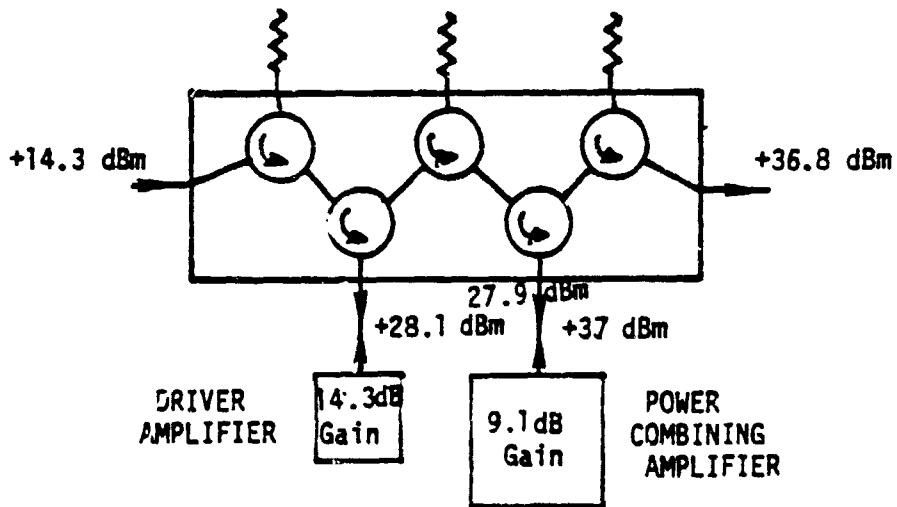 +14.3 dBm
+36.8 dBm
27.9 dBm
+28.1 dBm
+37 dBm
DRIVER
AMPLIFIER
14.3dB
Gain
9.1dB
Gain
POWER
COMBINING
AMPLIFIER